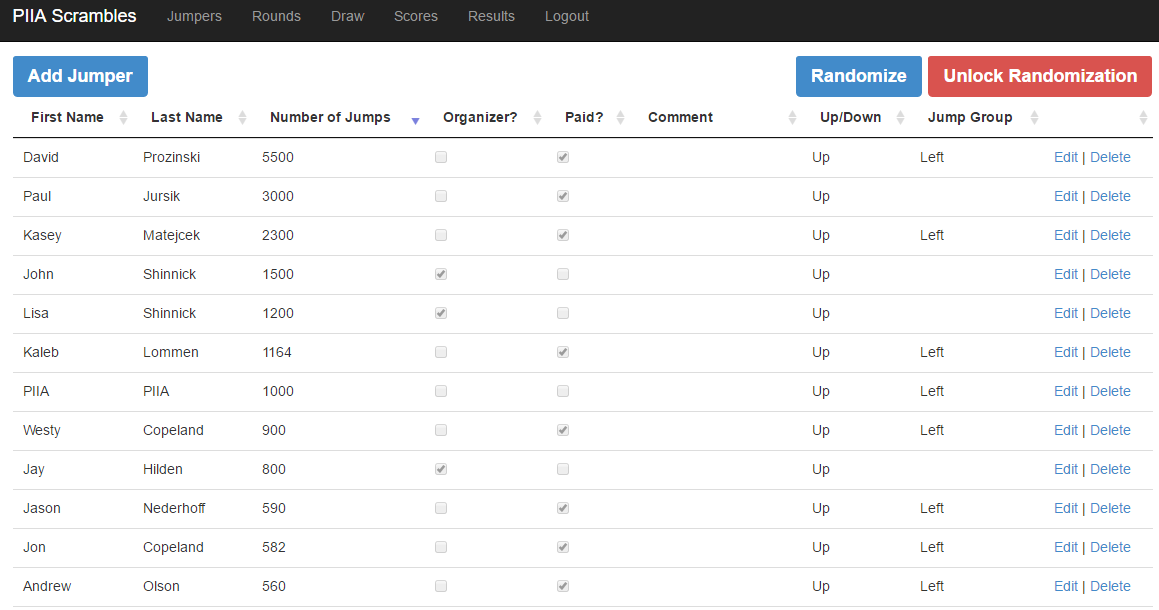 PIIA Scrambles Jumpers Rounds Draw Scores Results Logout
Add Jumper Randomize Unlock Randomization
First Name Last Name Number of Jumps Organizer? Paid? Comment Up/Down Jump Group
David Prozinski 5500 Up Left Edit | Delete
Paul Jursik 3000 Up Edit | Delete
Kasey Matejcek 2300 Up Left Edit | Delete
John Shinnick 1500 Up Edit | Delete
Lisa Shinnick 1200 Up Edit | Delete
Kaleb Lommen 1164 Up Left Edit | Delete
PIIA PIIA 1000 Up Left Edit | Delete
Westy Copeland 900 Up Left Edit | Delete
Jay Hilden 800 Up Edit | Delete
Jason Nederhoff 590 Up Left Edit | Delete
Jon Copeland 582 Up Left Edit | Delete
Andrew Olson 560 Up Left Edit | Delete